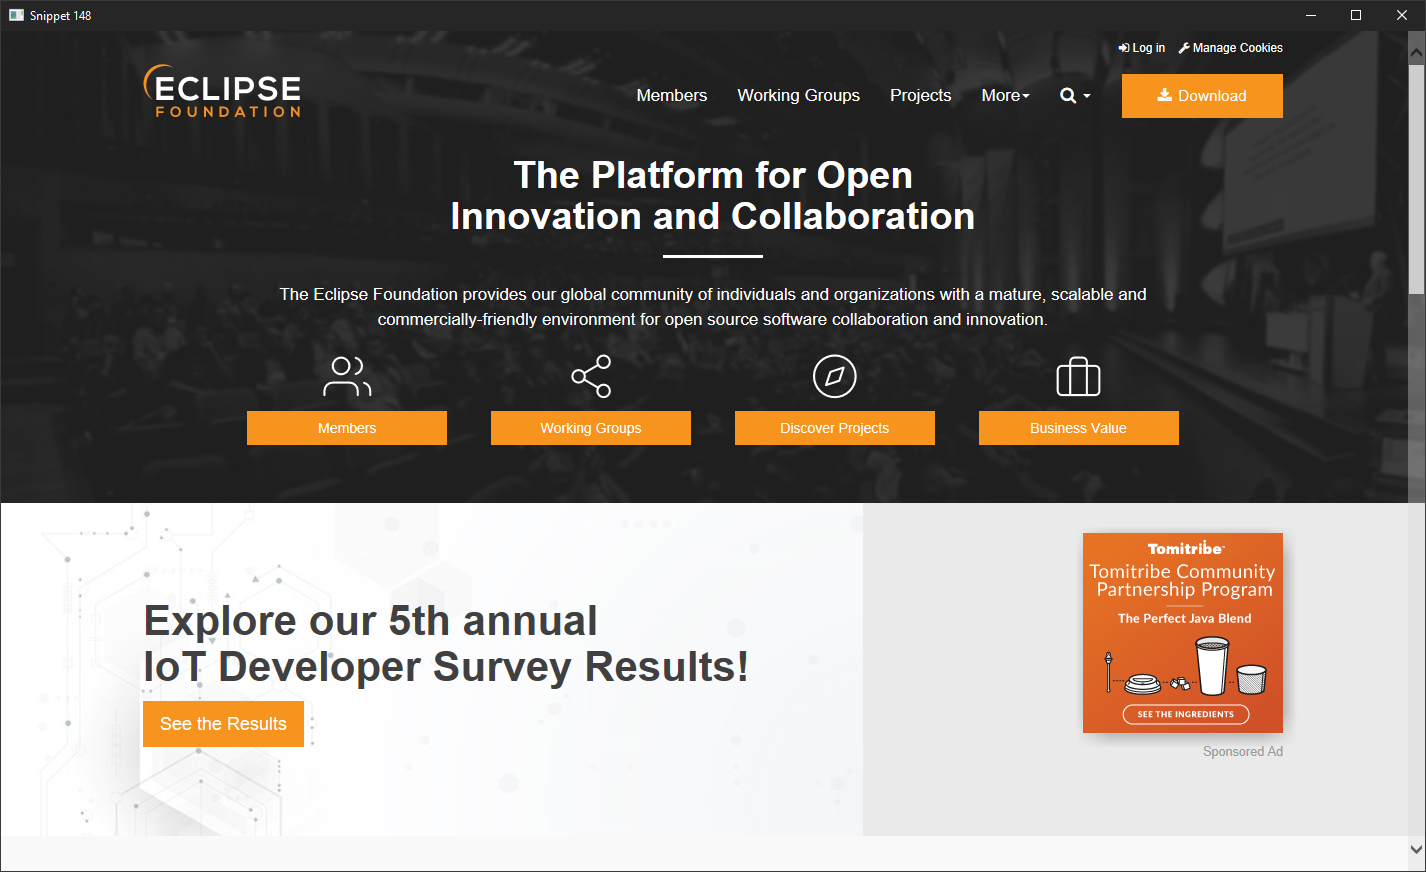 Snippet 148
Log in Manage Cookies
ECLIPSE
FOUNDATION
Members Working Groups Projects More Download
The Platform for Open
Innovation and Collaboration
The Eclipse Foundation provides our global community of individuals and organizations with a mature, scalable and
commercially-friendly environment for open source software collaboration and innovation.
Members Working Groups Discover Projects Business Value
Explore our 5th annual
IoT Developer Survey Results!
See the Results
Tomitribe™
Tomitribe Community
Partnership Program
The Perfect Java Blend
SEE THE INGREDIENTS
Sponsored Ad